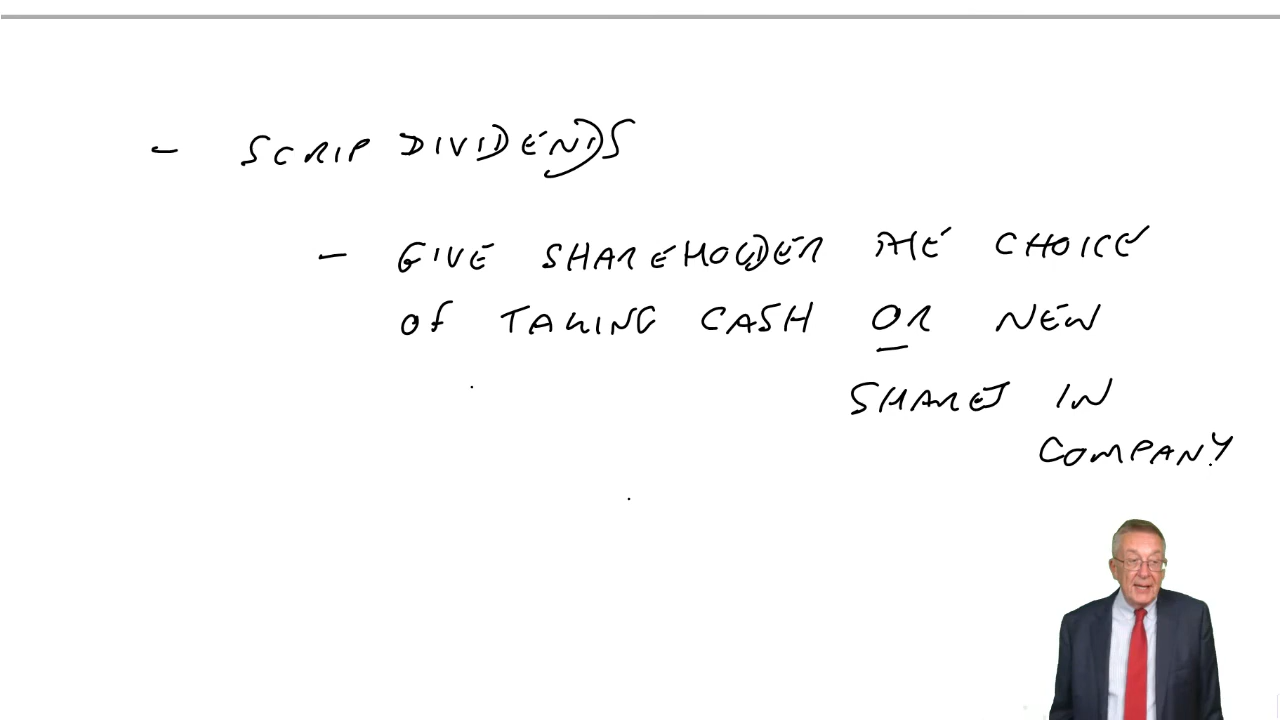 - SCRIP DIVIDENDS
- GIVE SHAREHOLDER THE CHOICE
OF TAKING CASH OR NEW
SHARES IN
COMPANY